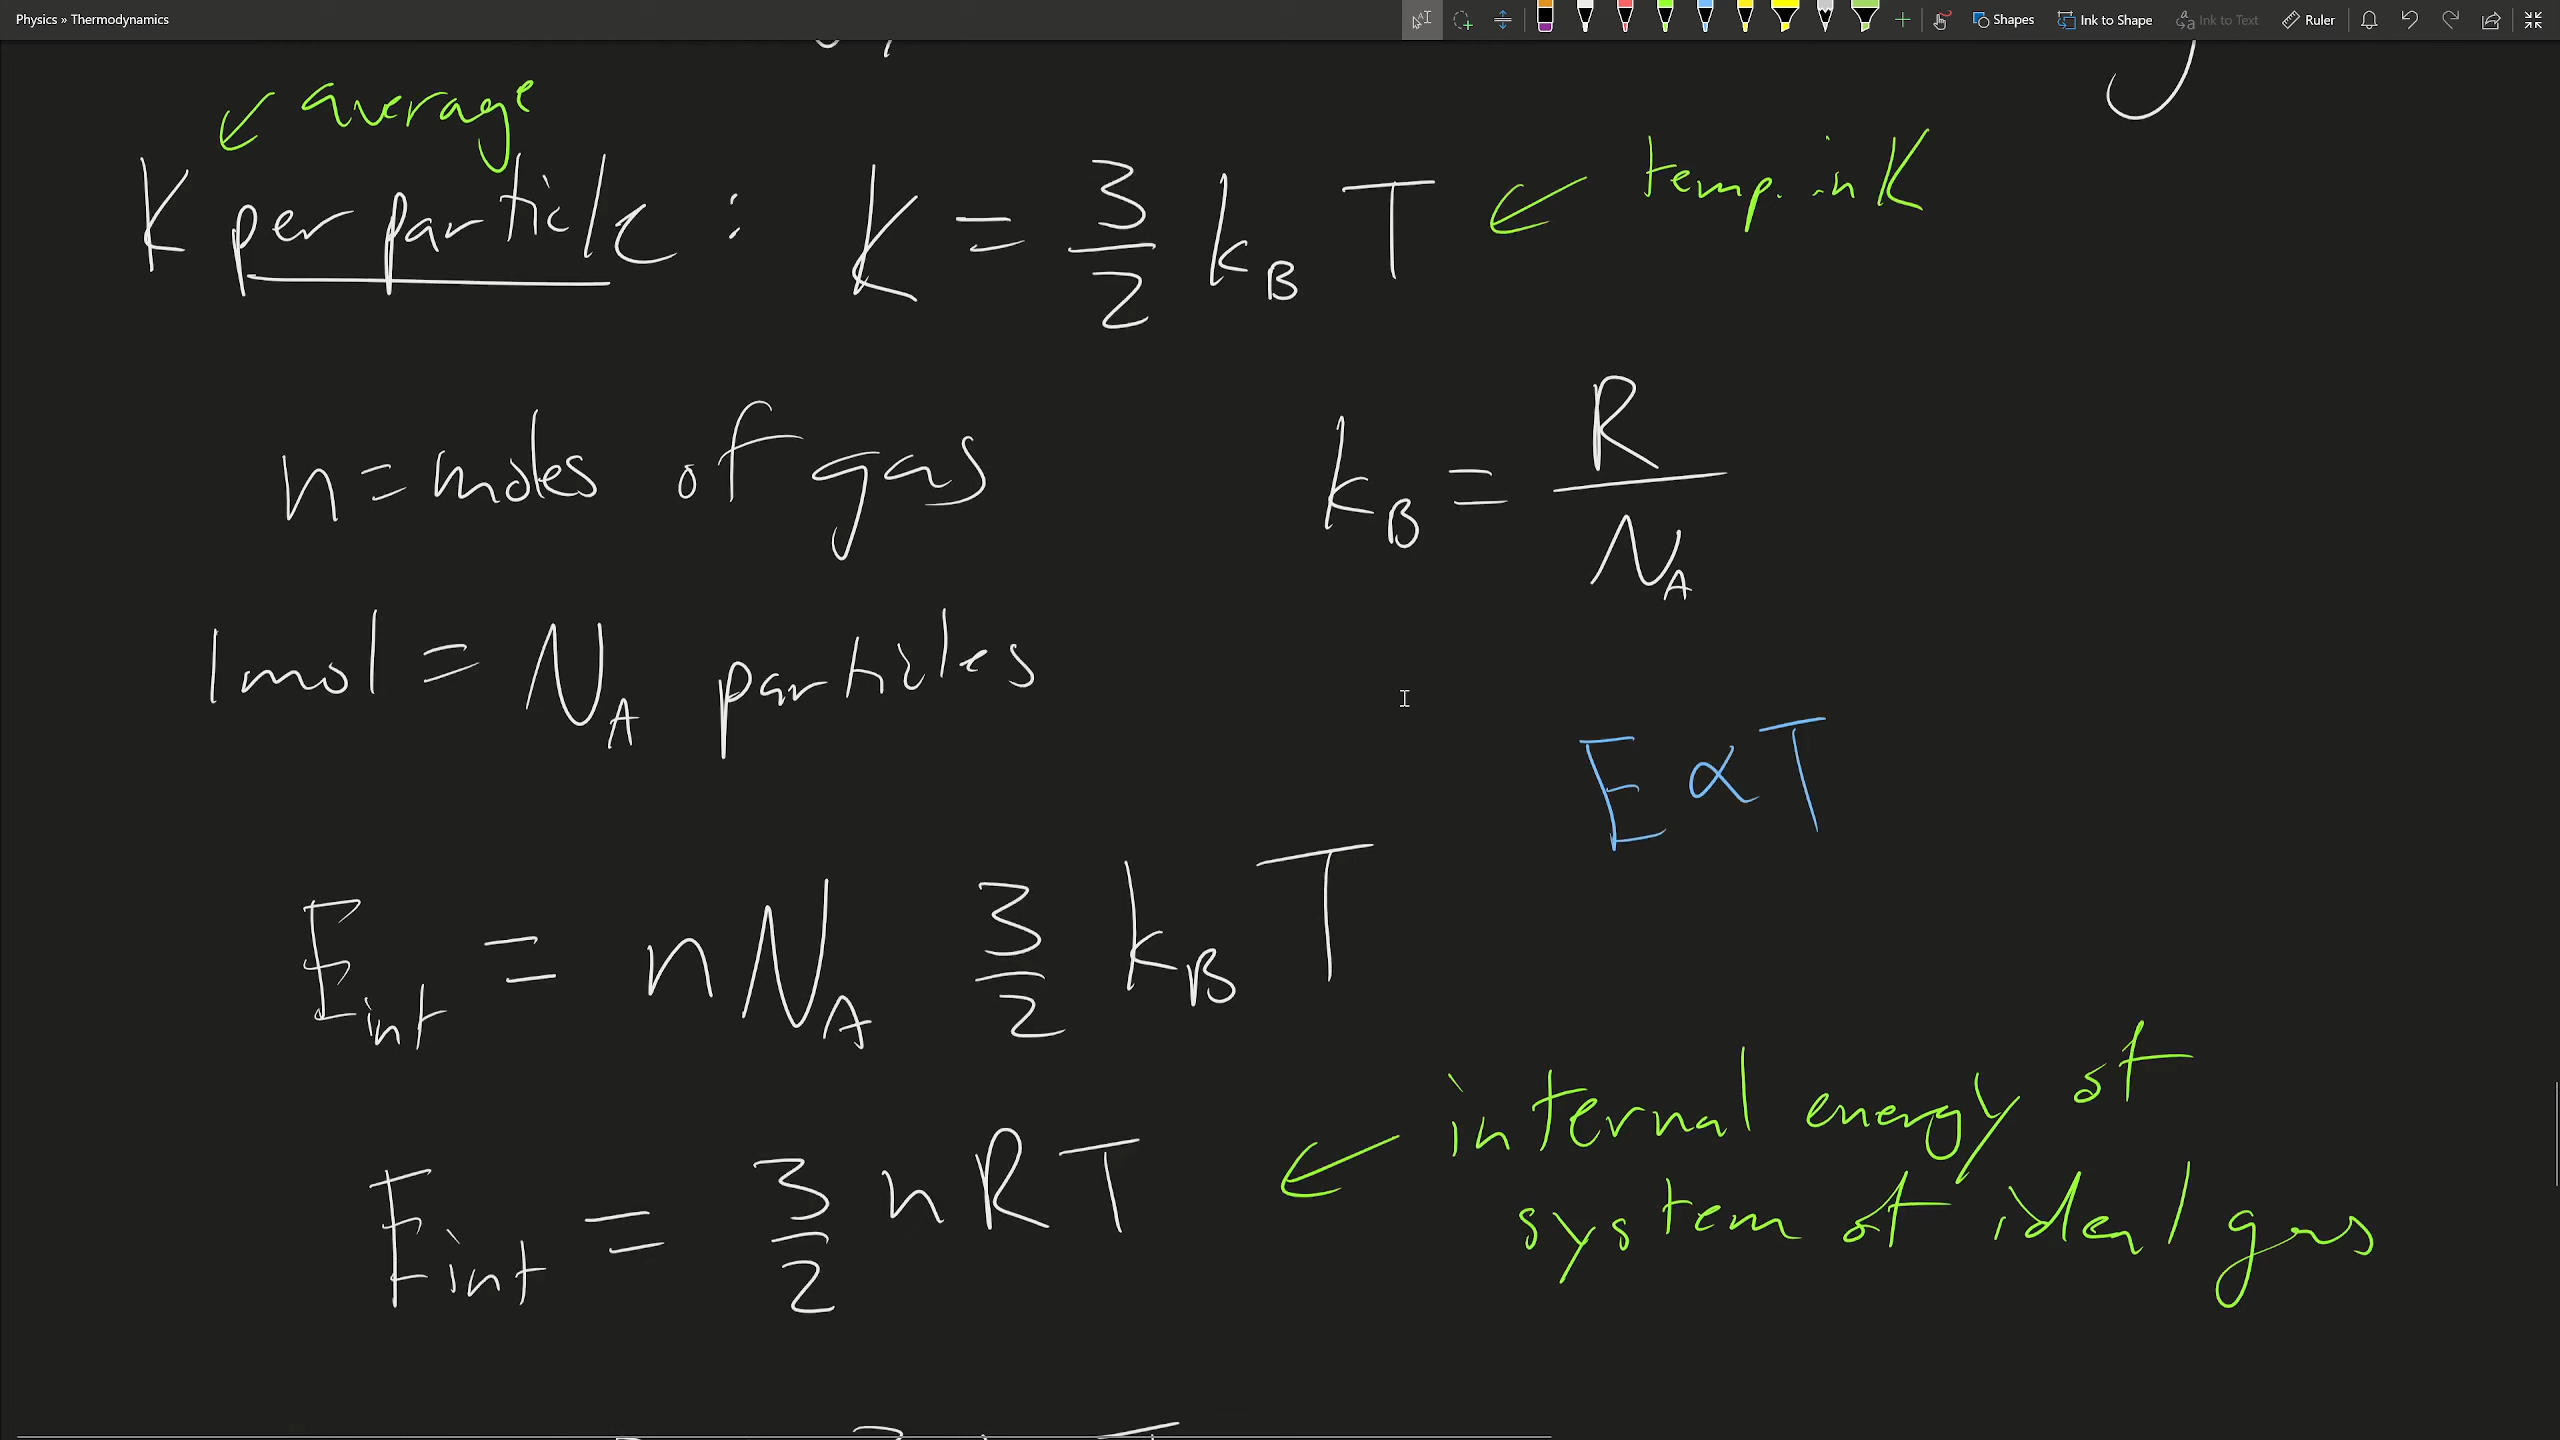 Physics » Thermodynamics
Shapes Ink to Shape Ink to Text Ruler
average
K per particle : K = 3/2 k_B T temp. in K
n = moles of gas k_B = R/N_A
1 mol = N_A particles
E ∝ T
E_int = n N_A 3/2 k_B T
E_int = 3/2 n R T
internal energy of
system of ideal gas